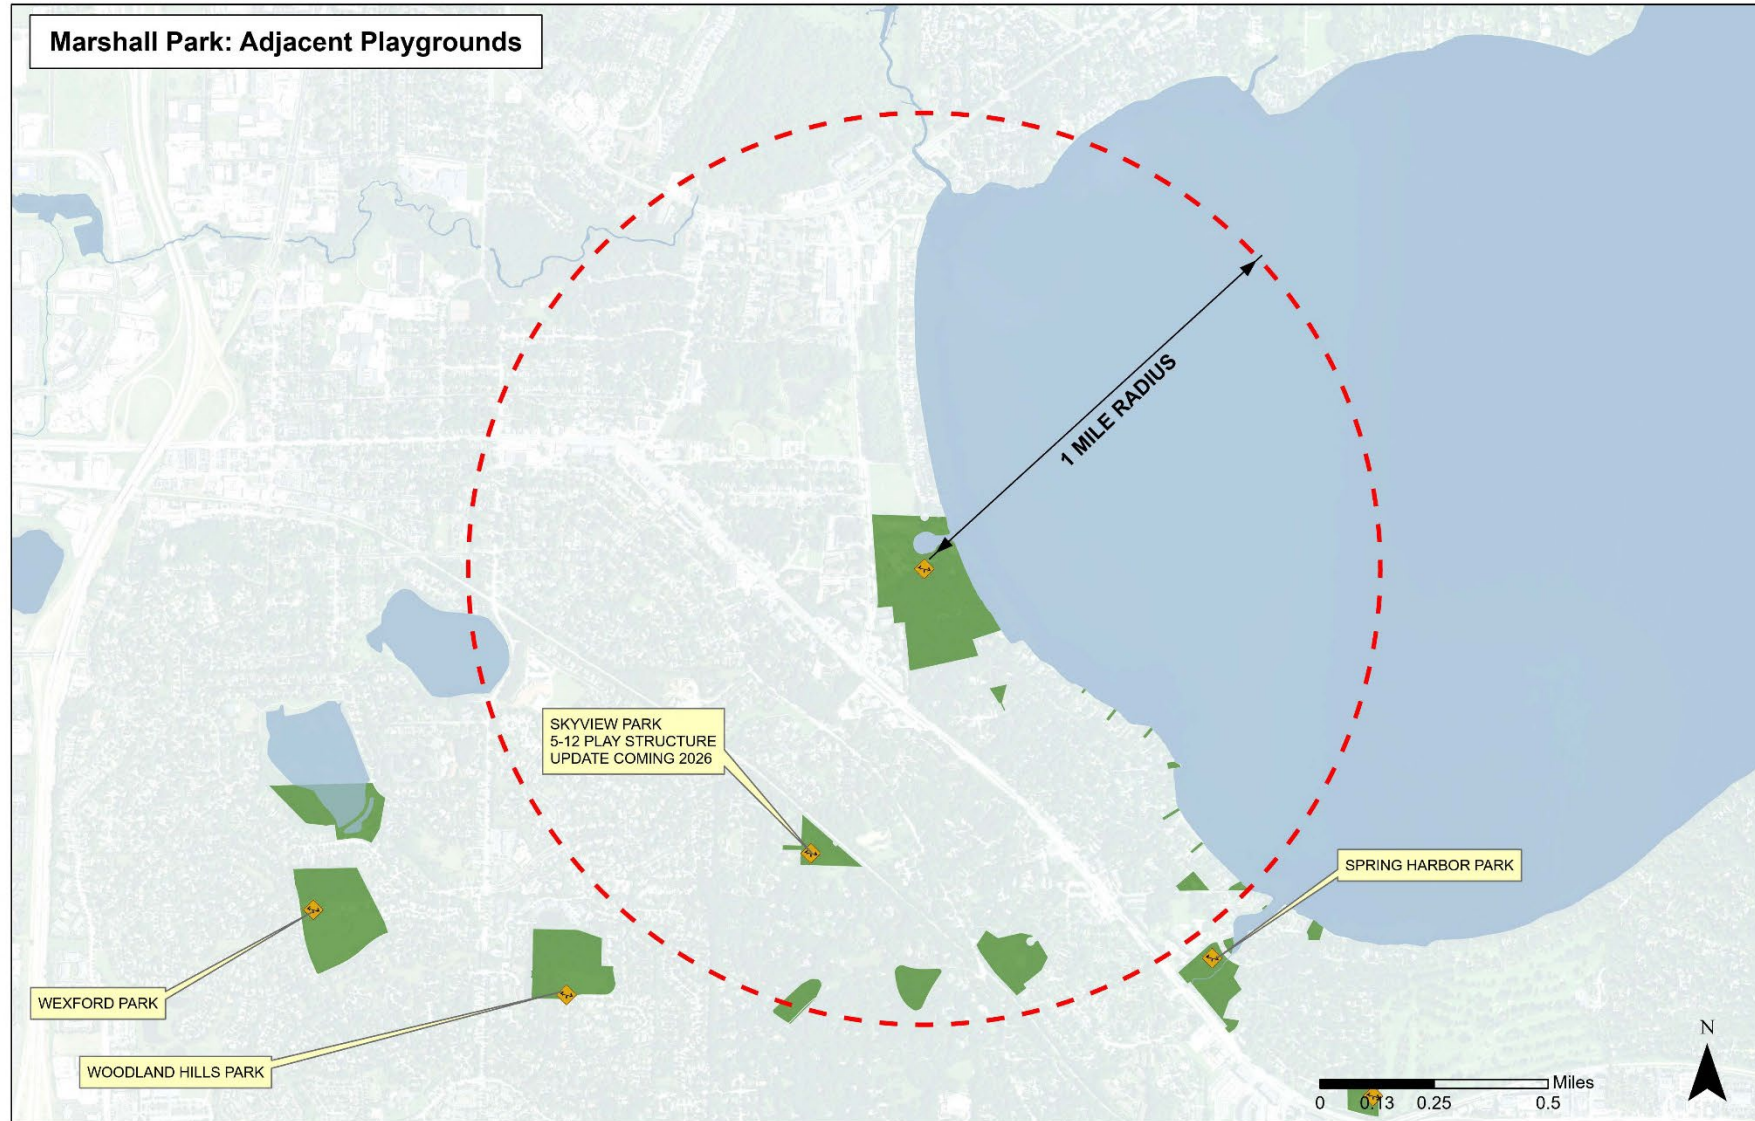 Marshall Park: Adjacent Playgrounds
1 MILE RADIUS
SKYVIEW PARK
5-12 PLAY STRUCTURE
UPDATE COMING 2026
SPRING HARBOR PARK
WEXFORD PARK
WOODLAND HILLS PARK
N
Miles
0 0.13 0.25 0.5